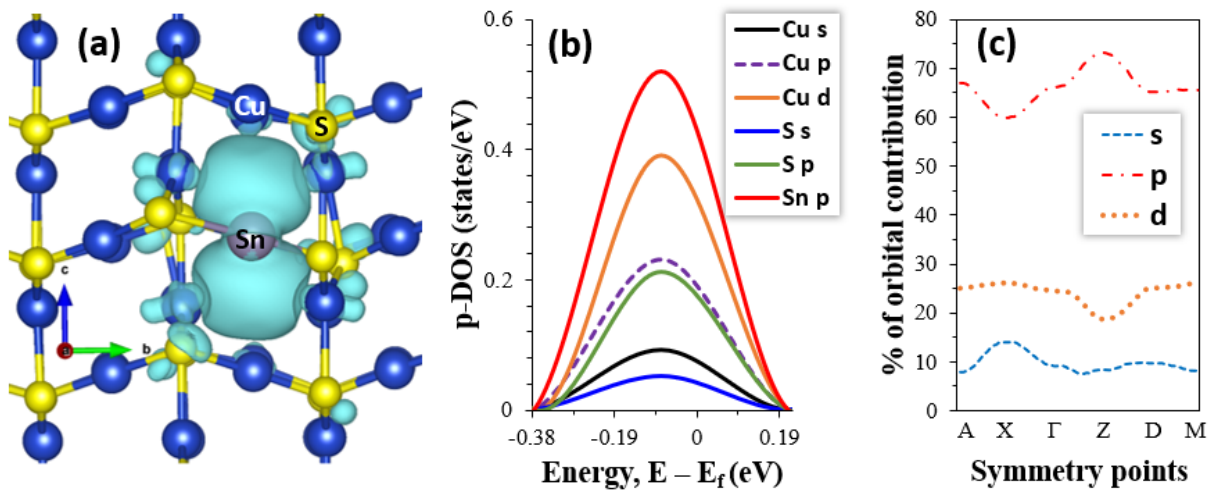 (a)
Cu
S
Sn
c
a
b
(b)
p-DOS (states/eV)
0.6
0.4
0.2
0
-0.38
-0.19
0
0.19
Energy, E – Ef (eV)
Cu s
Cu p
Cu d
S s
S p
Sn p
(c)
% of orbital contribution
80
70
60
50
40
30
20
10
0
A
X
Γ
Z
D
M
Symmetry points
s
p
d